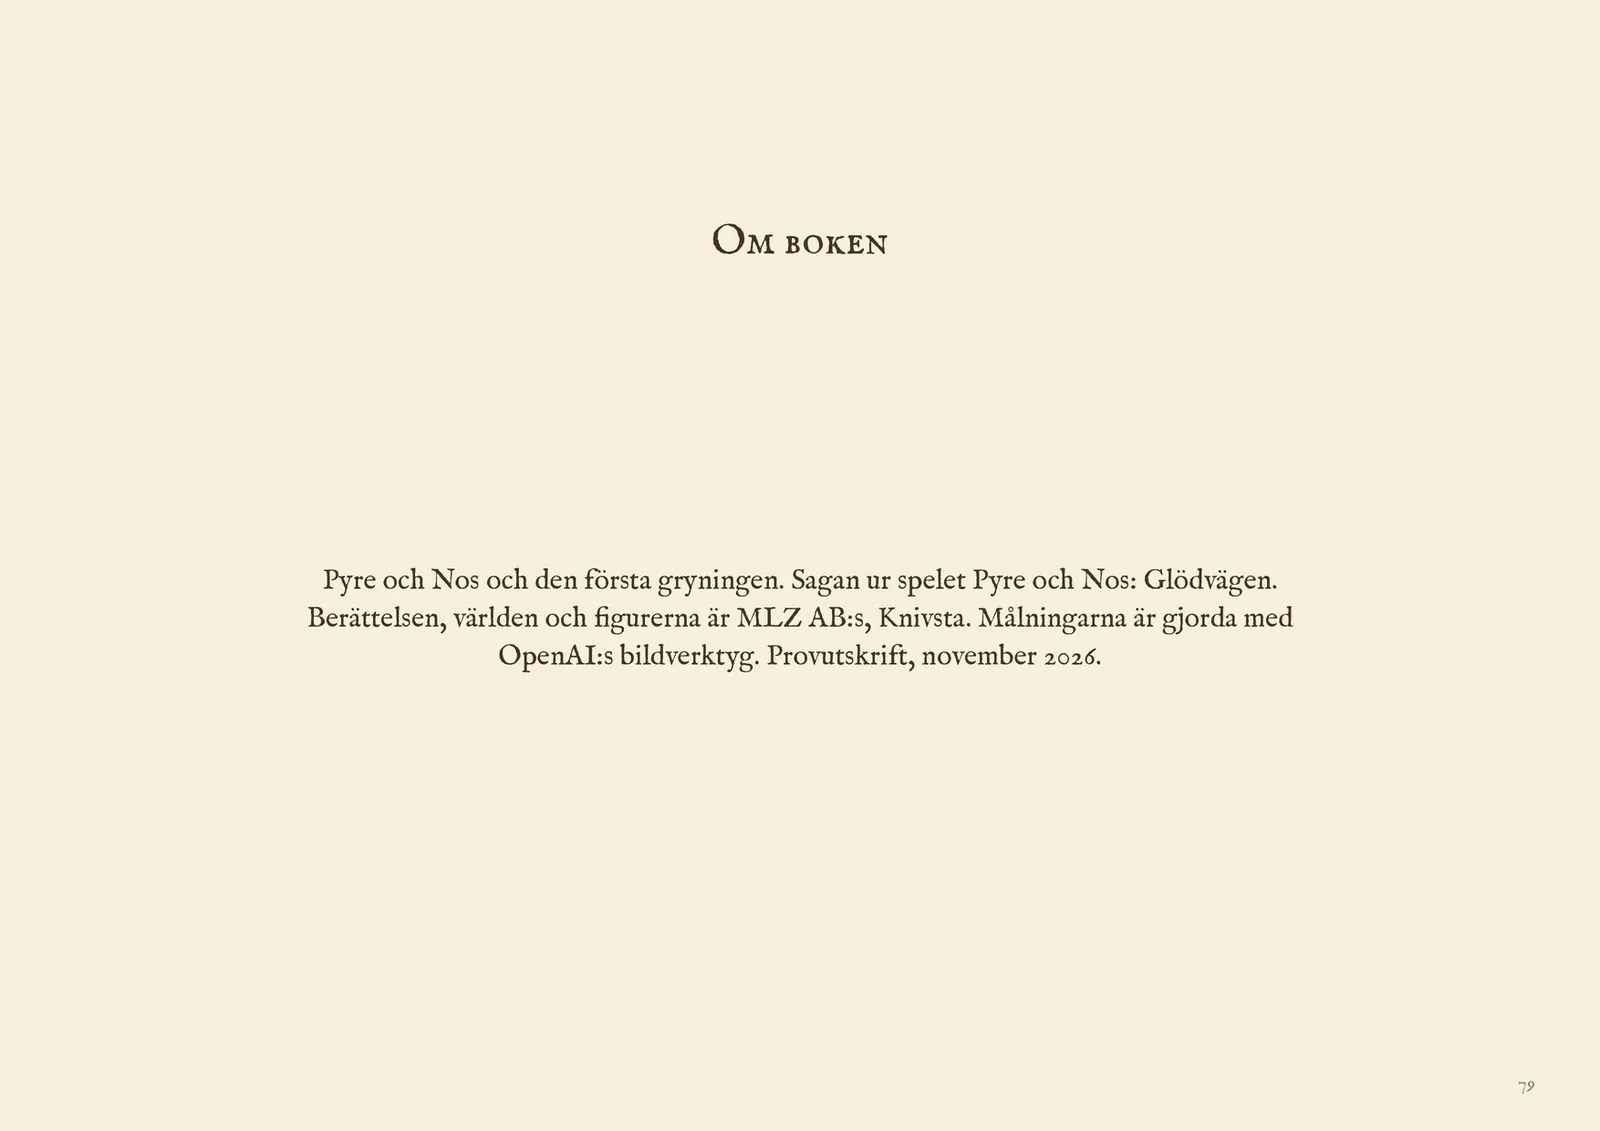 Om boken
Pyre och Nos och den första gryningen. Sagan ur spelet Pyre och Nos: Glödvägen.
Berättelsen, världen och figurerna är MLZ AB:s, Knivsta. Målningarna är gjorda med
OpenAI:s bildverktyg. Provutskrift, november 2026.
79